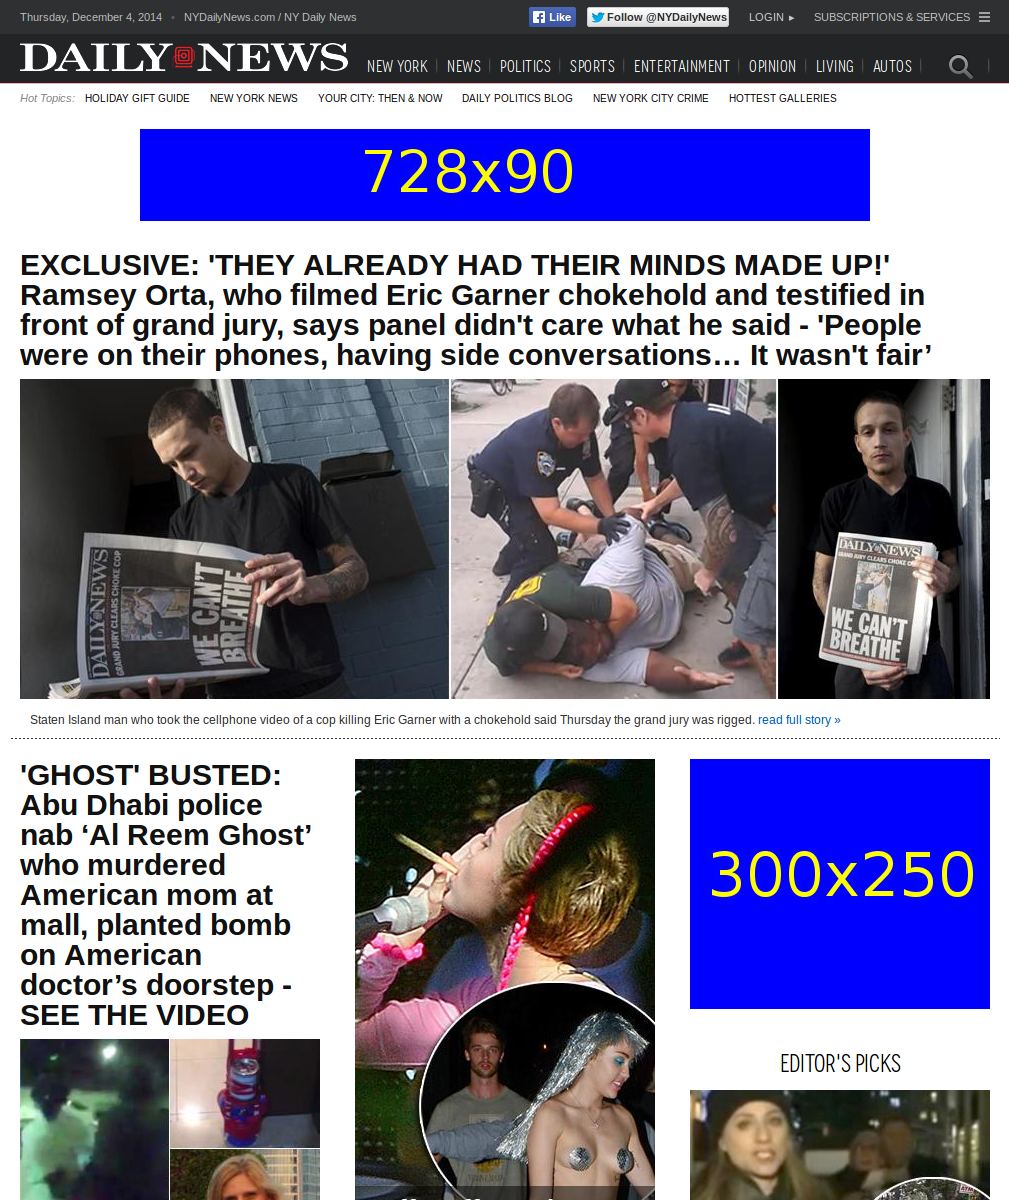 Thursday, December 4, 2014 • NYDailyNews.com / NY Daily News
Like
Follow @NYDailyNews
LOGIN ▸
SUBSCRIPTIONS & SERVICES
DAILY NEWS
NEW YORK NEWS POLITICS SPORTS ENTERTAINMENT OPINION LIVING AUTOS
Hot Topics: HOLIDAY GIFT GUIDE NEW YORK NEWS YOUR CITY: THEN & NOW DAILY POLITICS BLOG NEW YORK CITY CRIME HOTTEST GALLERIES
728x90
EXCLUSIVE: 'THEY ALREADY HAD THEIR MINDS MADE UP!'
Ramsey Orta, who filmed Eric Garner chokehold and testified in
front of grand jury, says panel didn't care what he said - 'People
were on their phones, having side conversations… It wasn't fair’
DAILY NEWS
GRAND JURY CLEARS CHOKE COP
WE CAN'T
BREATHE
DAILY NEWS
GRAND JURY CLEARS CHOKE
WE CAN'T
BREATHE
Staten Island man who took the cellphone video of a cop killing Eric Garner with a chokehold said Thursday the grand jury was rigged. read full story »
'GHOST' BUSTED:
Abu Dhabi police
nab ‘Al Reem Ghost’
who murdered
American mom at
mall, planted bomb
on American
doctor’s doorstep -
SEE THE VIDEO
300x250
EDITOR'S PICKS